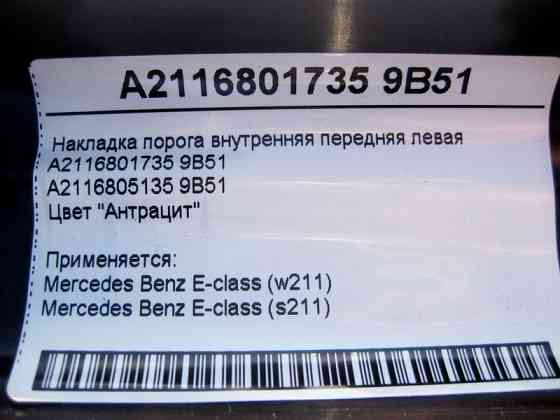 A2116801735 9B51
Накладка порога внутренняя передняя левая
A2116801735 9B51
A2116805135 9B51
Цвет "Антрацит"
Применяется:
Mercedes Benz E-class (w211)
Mercedes Benz E-class (s211)